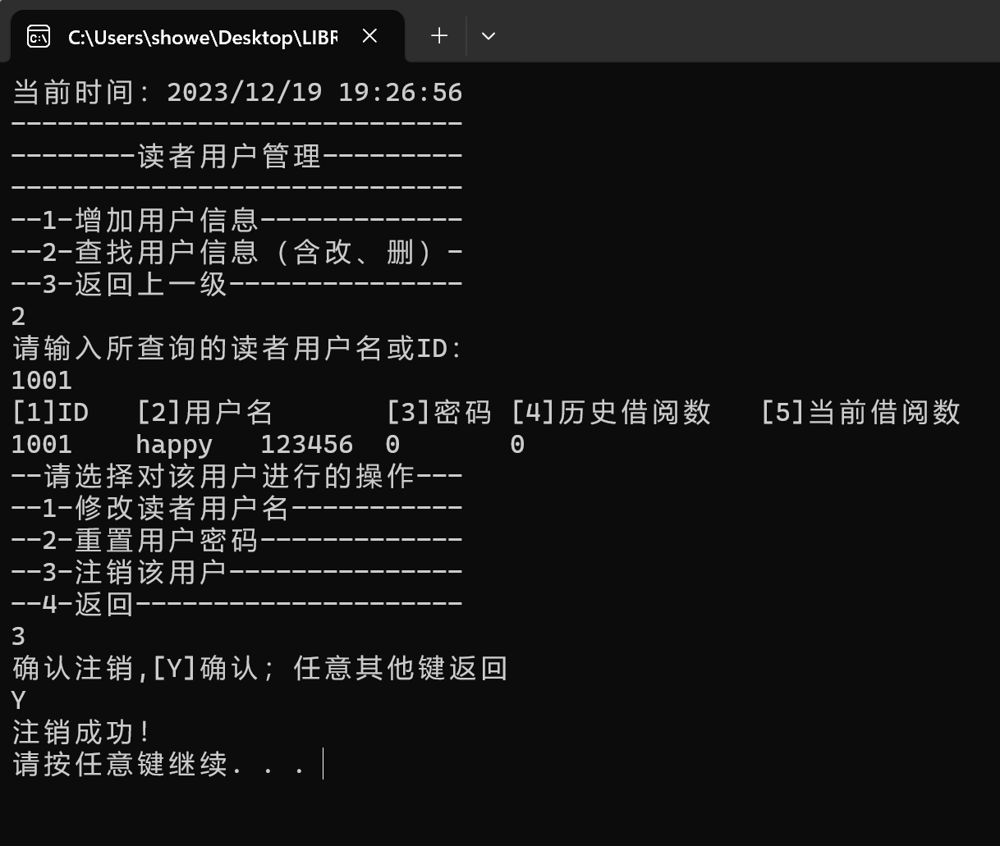 C:\Users\showe\Desktop\LIBR
当前时间：2023/12/19 19:26:56
-----------------------------
--------读者用户管理---------
-----------------------------
--1-增加用户信息-------------
--2-查找用户信息（含改、删）-
--3-返回上一级---------------
2
请输入所查询的读者用户名或ID：
1001
[1]ID   [2]用户名       [3]密码 [4]历史借阅数   [5]当前借阅数
1001    happy   123456  0       0
--请选择对该用户进行的操作---
--1-修改读者用户名-----------
--2-重置用户密码-------------
--3-注销该用户---------------
--4-返回---------------------
3
确认注销,[Y]确认；任意其他键返回
Y
注销成功！
请按任意键继续. . .